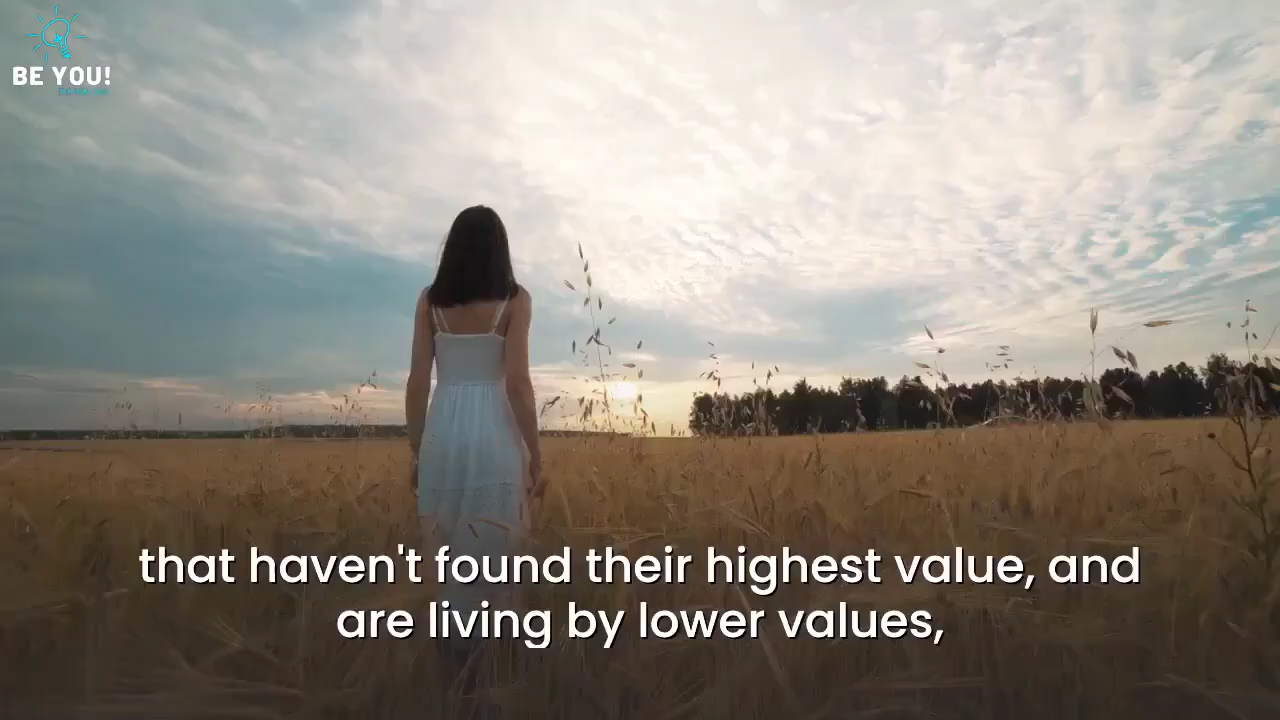 BE YOU!
that haven't found their highest value, and
are living by lower values,